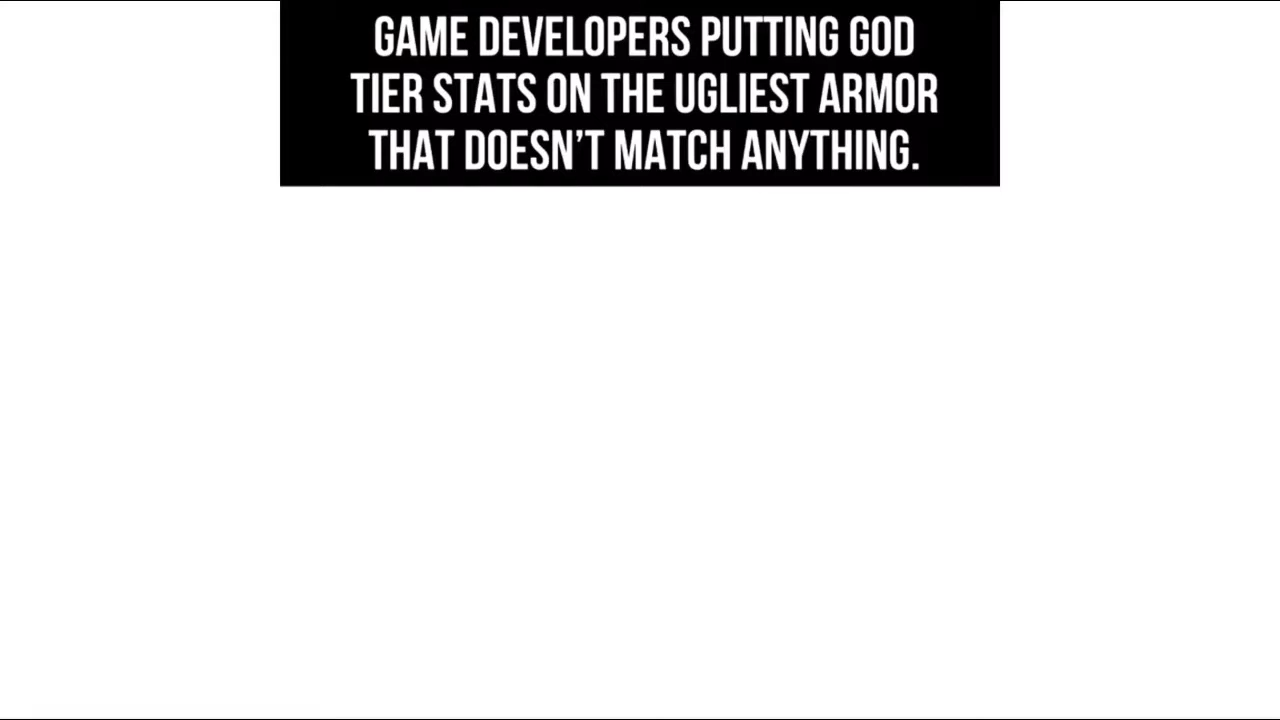 GAME DEVELOPERS PUTTING GOD
TIER STATS ON THE UGLIEST ARMOR
THAT DOESN'T MATCH ANYTHING.